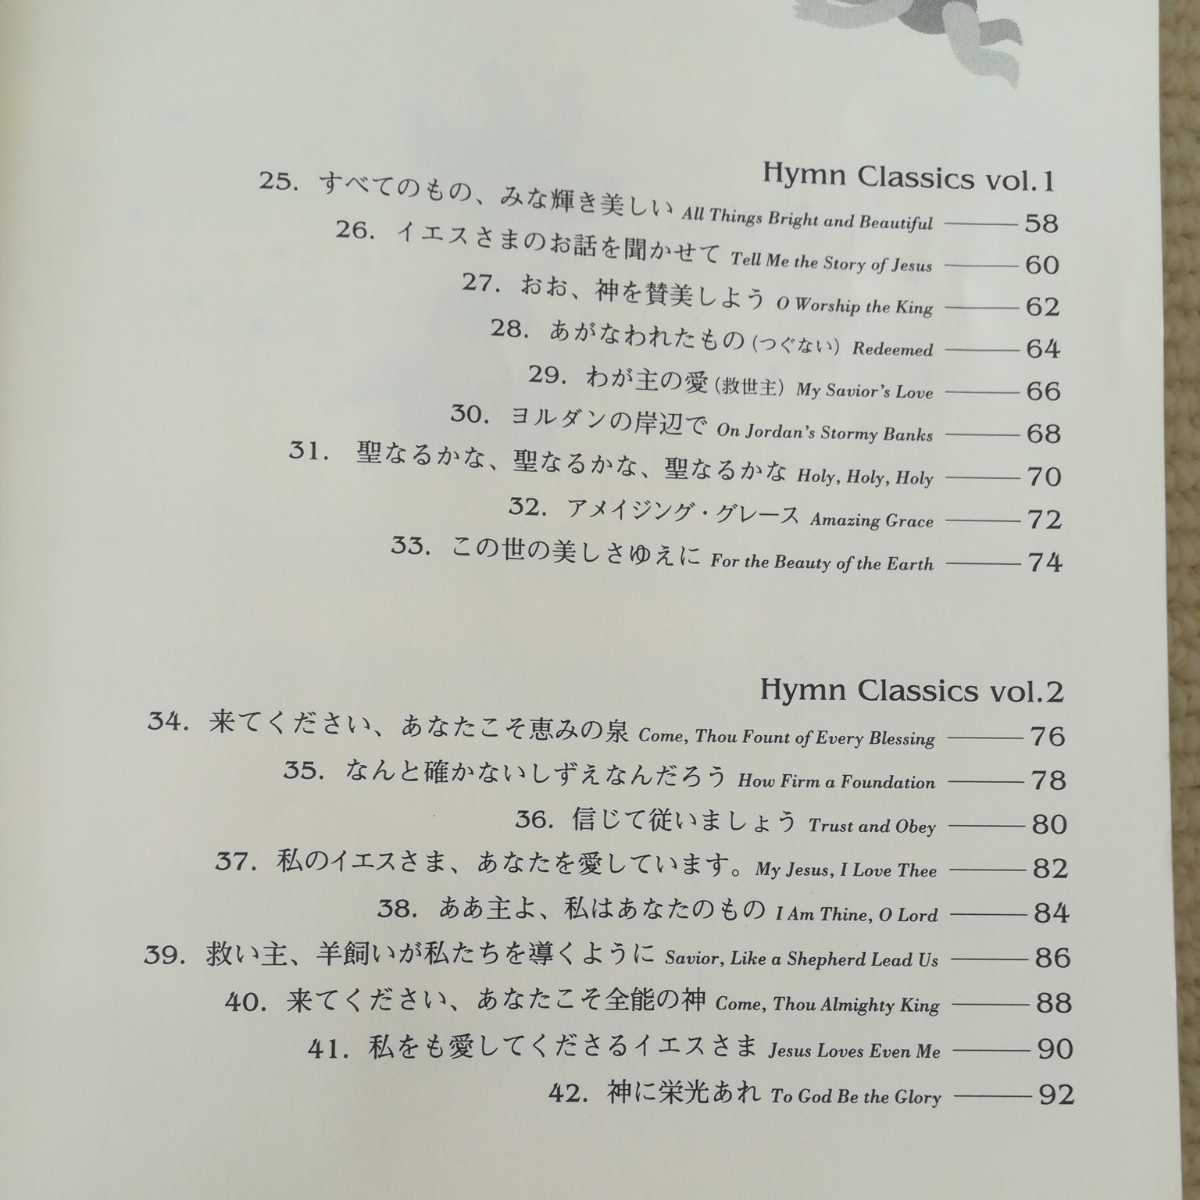 Hymn Classics vol.1
25. すべてのもの、みな輝き美しい All Things Bright and Beautiful 58
26. イエスさまのお話を聞かせて Tell Me the Story of Jesus 60
27. おお、神を賛美しよう O Worship the King 62
28. あがなわれたもの(つぐない) Redeemed 64
29. わが主の愛(救世主) My Savior's Love 66
30. ヨルダンの岸辺で On Jordan's Stormy Banks 68
31. 聖なるかな、聖なるかな、聖なるかな Holy, Holy, Holy 70
32. アメイジング・グレース Amazing Grace 72
33. この世の美しさゆえに For the Beauty of the Earth 74
Hymn Classics vol.2
34. 来てください、あなたこそ恵みの泉 Come, Thou Fount of Every Blessing 76
35. なんと確かないしずえなんだろう How Firm a Foundation 78
36. 信じて従いましょう Trust and Obey 80
37. 私のイエスさま、あなたを愛しています。 My Jesus, I Love Thee 82
38. ああ主よ、私はあなたのもの I Am Thine, O Lord 84
39. 救い主、羊飼いが私たちを導くように Savior, Like a Shepherd Lead Us 86
40. 来てください、あなたこそ全能の神 Come, Thou Almighty King 88
41. 私をも愛してくださるイエスさま Jesus Loves Even Me 90
42. 神に栄光あれ To God Be the Glory 92